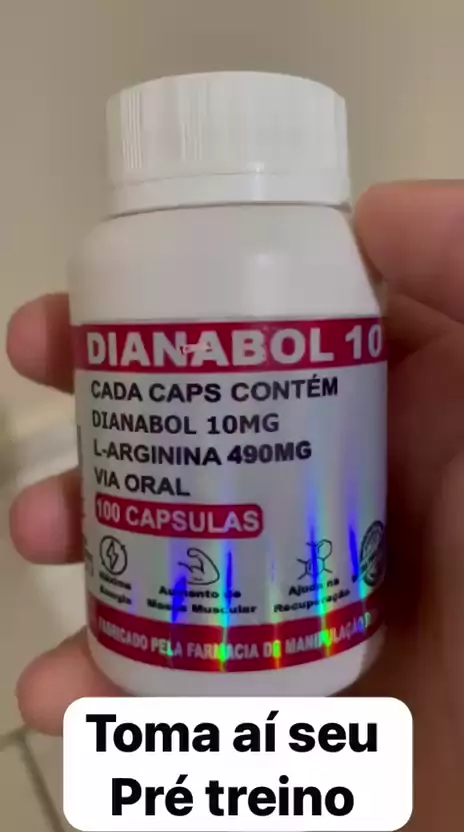 DIANABOL 10
CADA CAPS CONTÉM
DIANABOL 10MG
L-ARGININA 490MG
VIA ORAL
100 CAPSULAS
Energia
Aumento de
Massa Muscular
Ajuda na
Recuperação
FABRICADO PELA FARMACIA DE MANIPULAÇÃO
Toma aí seu
Pré treino